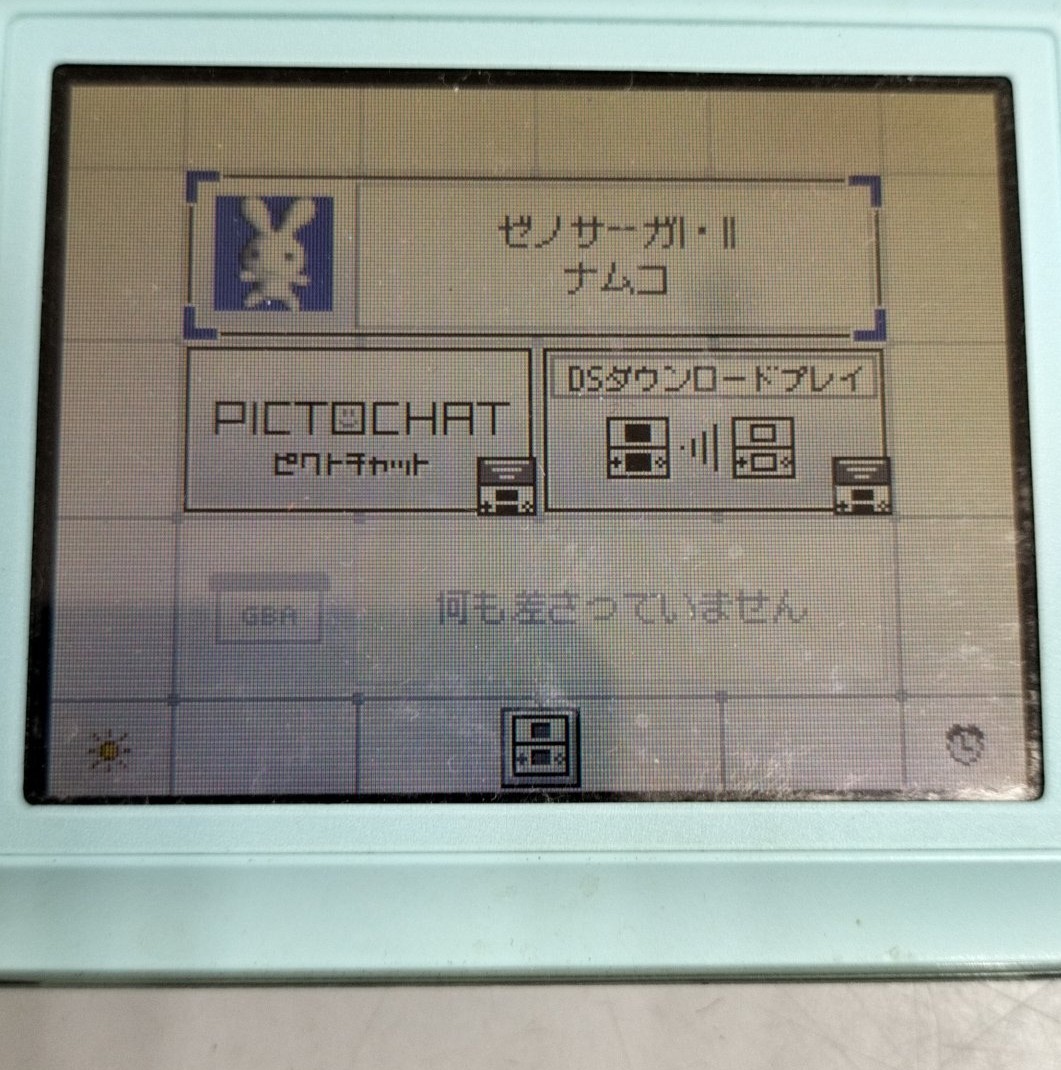 ゼノサーガI・II
ナムコ
PICTOCHAT
ピクトチャット
DSダウンロードプレイ
GBA
何も差さっていません